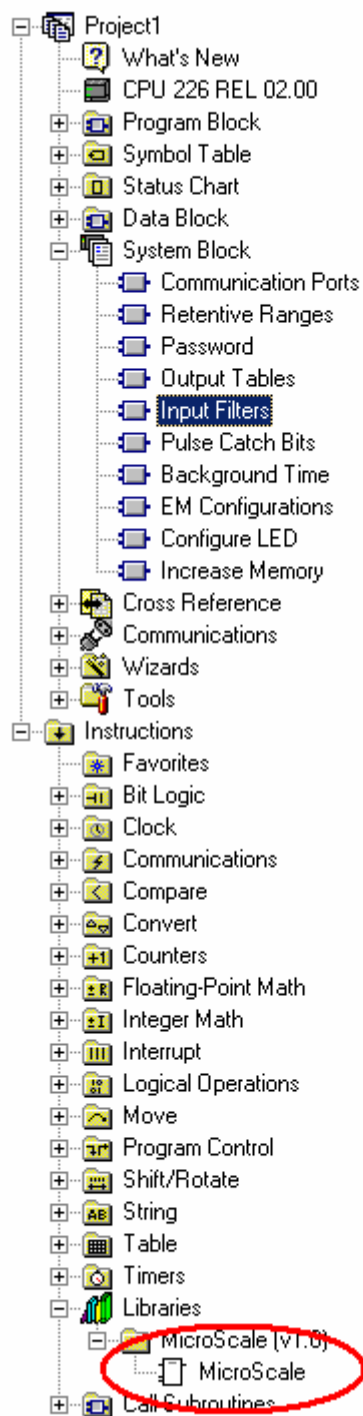 Project1
What's New
CPU 226 REL 02.00
Program Block
Symbol Table
Status Chart
Data Block
System Block
Communication Ports
Retentive Ranges
Password
Output Tables
Input Filters
Pulse Catch Bits
Background Time
EM Configurations
Configure LED
Increase Memory
Cross Reference
Communications
Wizards
Tools
Instructions
Favorites
Bit Logic
Clock
Communications
Compare
Convert
Counters
Floating-Point Math
Integer Math
Interrupt
Logical Operations
Move
Program Control
Shift/Rotate
String
Table
Timers
Libraries
MicroScale (v1.0)
MicroScale
Call Subroutines